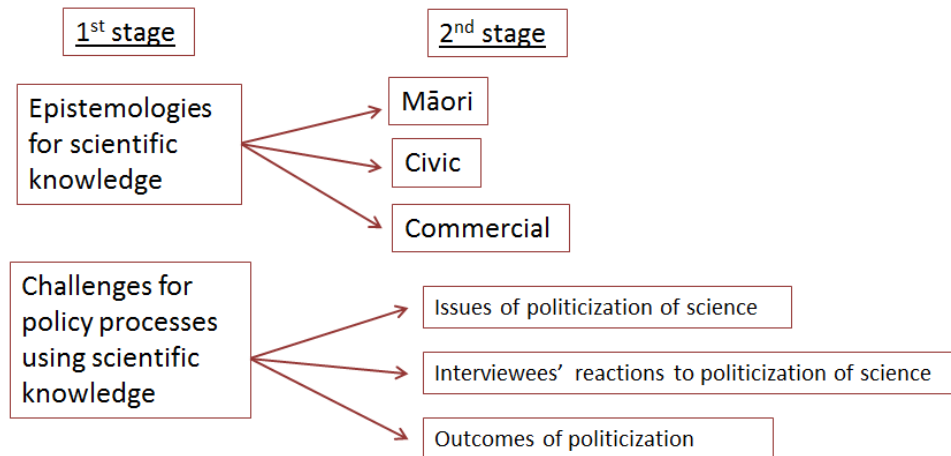 1st stage
2nd stage
Epistemologies
for scientific
knowledge
Māori
Civic
Commercial
Challenges for
policy processes
using scientific
knowledge
Issues of politicization of science
Interviewees’ reactions to politicization of science
Outcomes of politicization